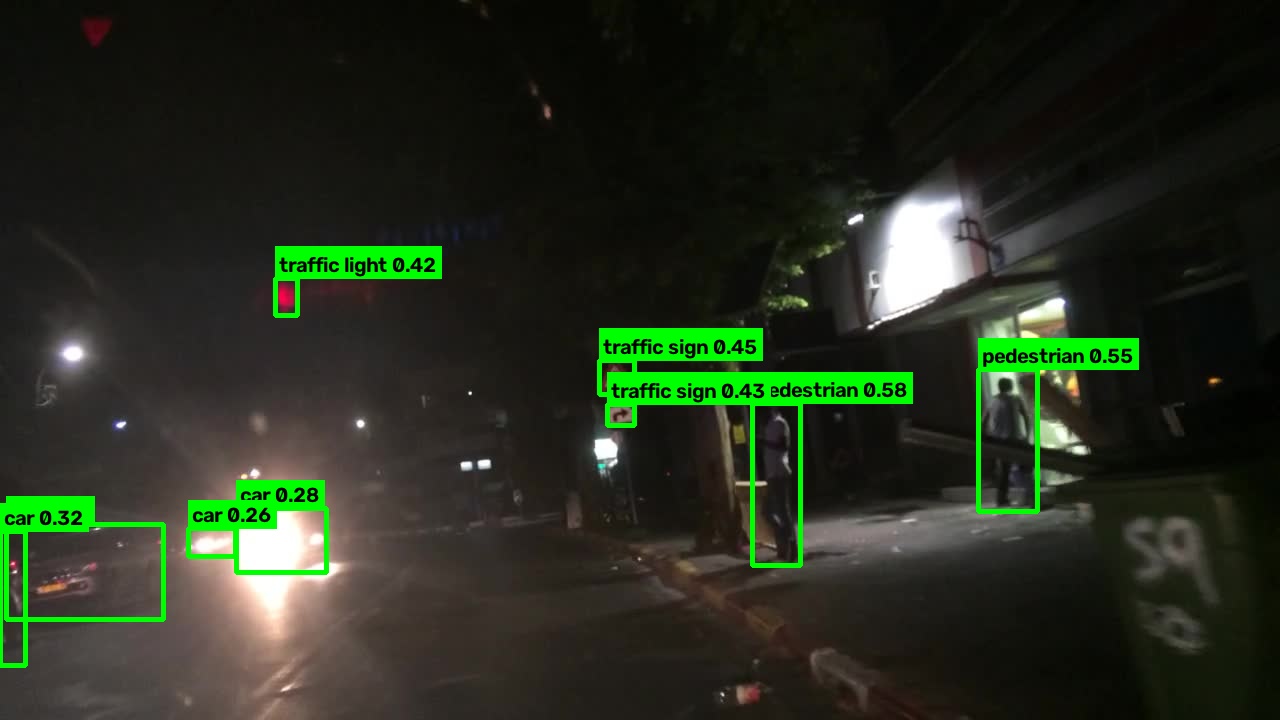 traffic light 0.42
traffic sign 0.45
traffic sign 0.43
edestrian 0.58
pedestrian 0.55
car 0.28
car 0.26
car 0.32
S9